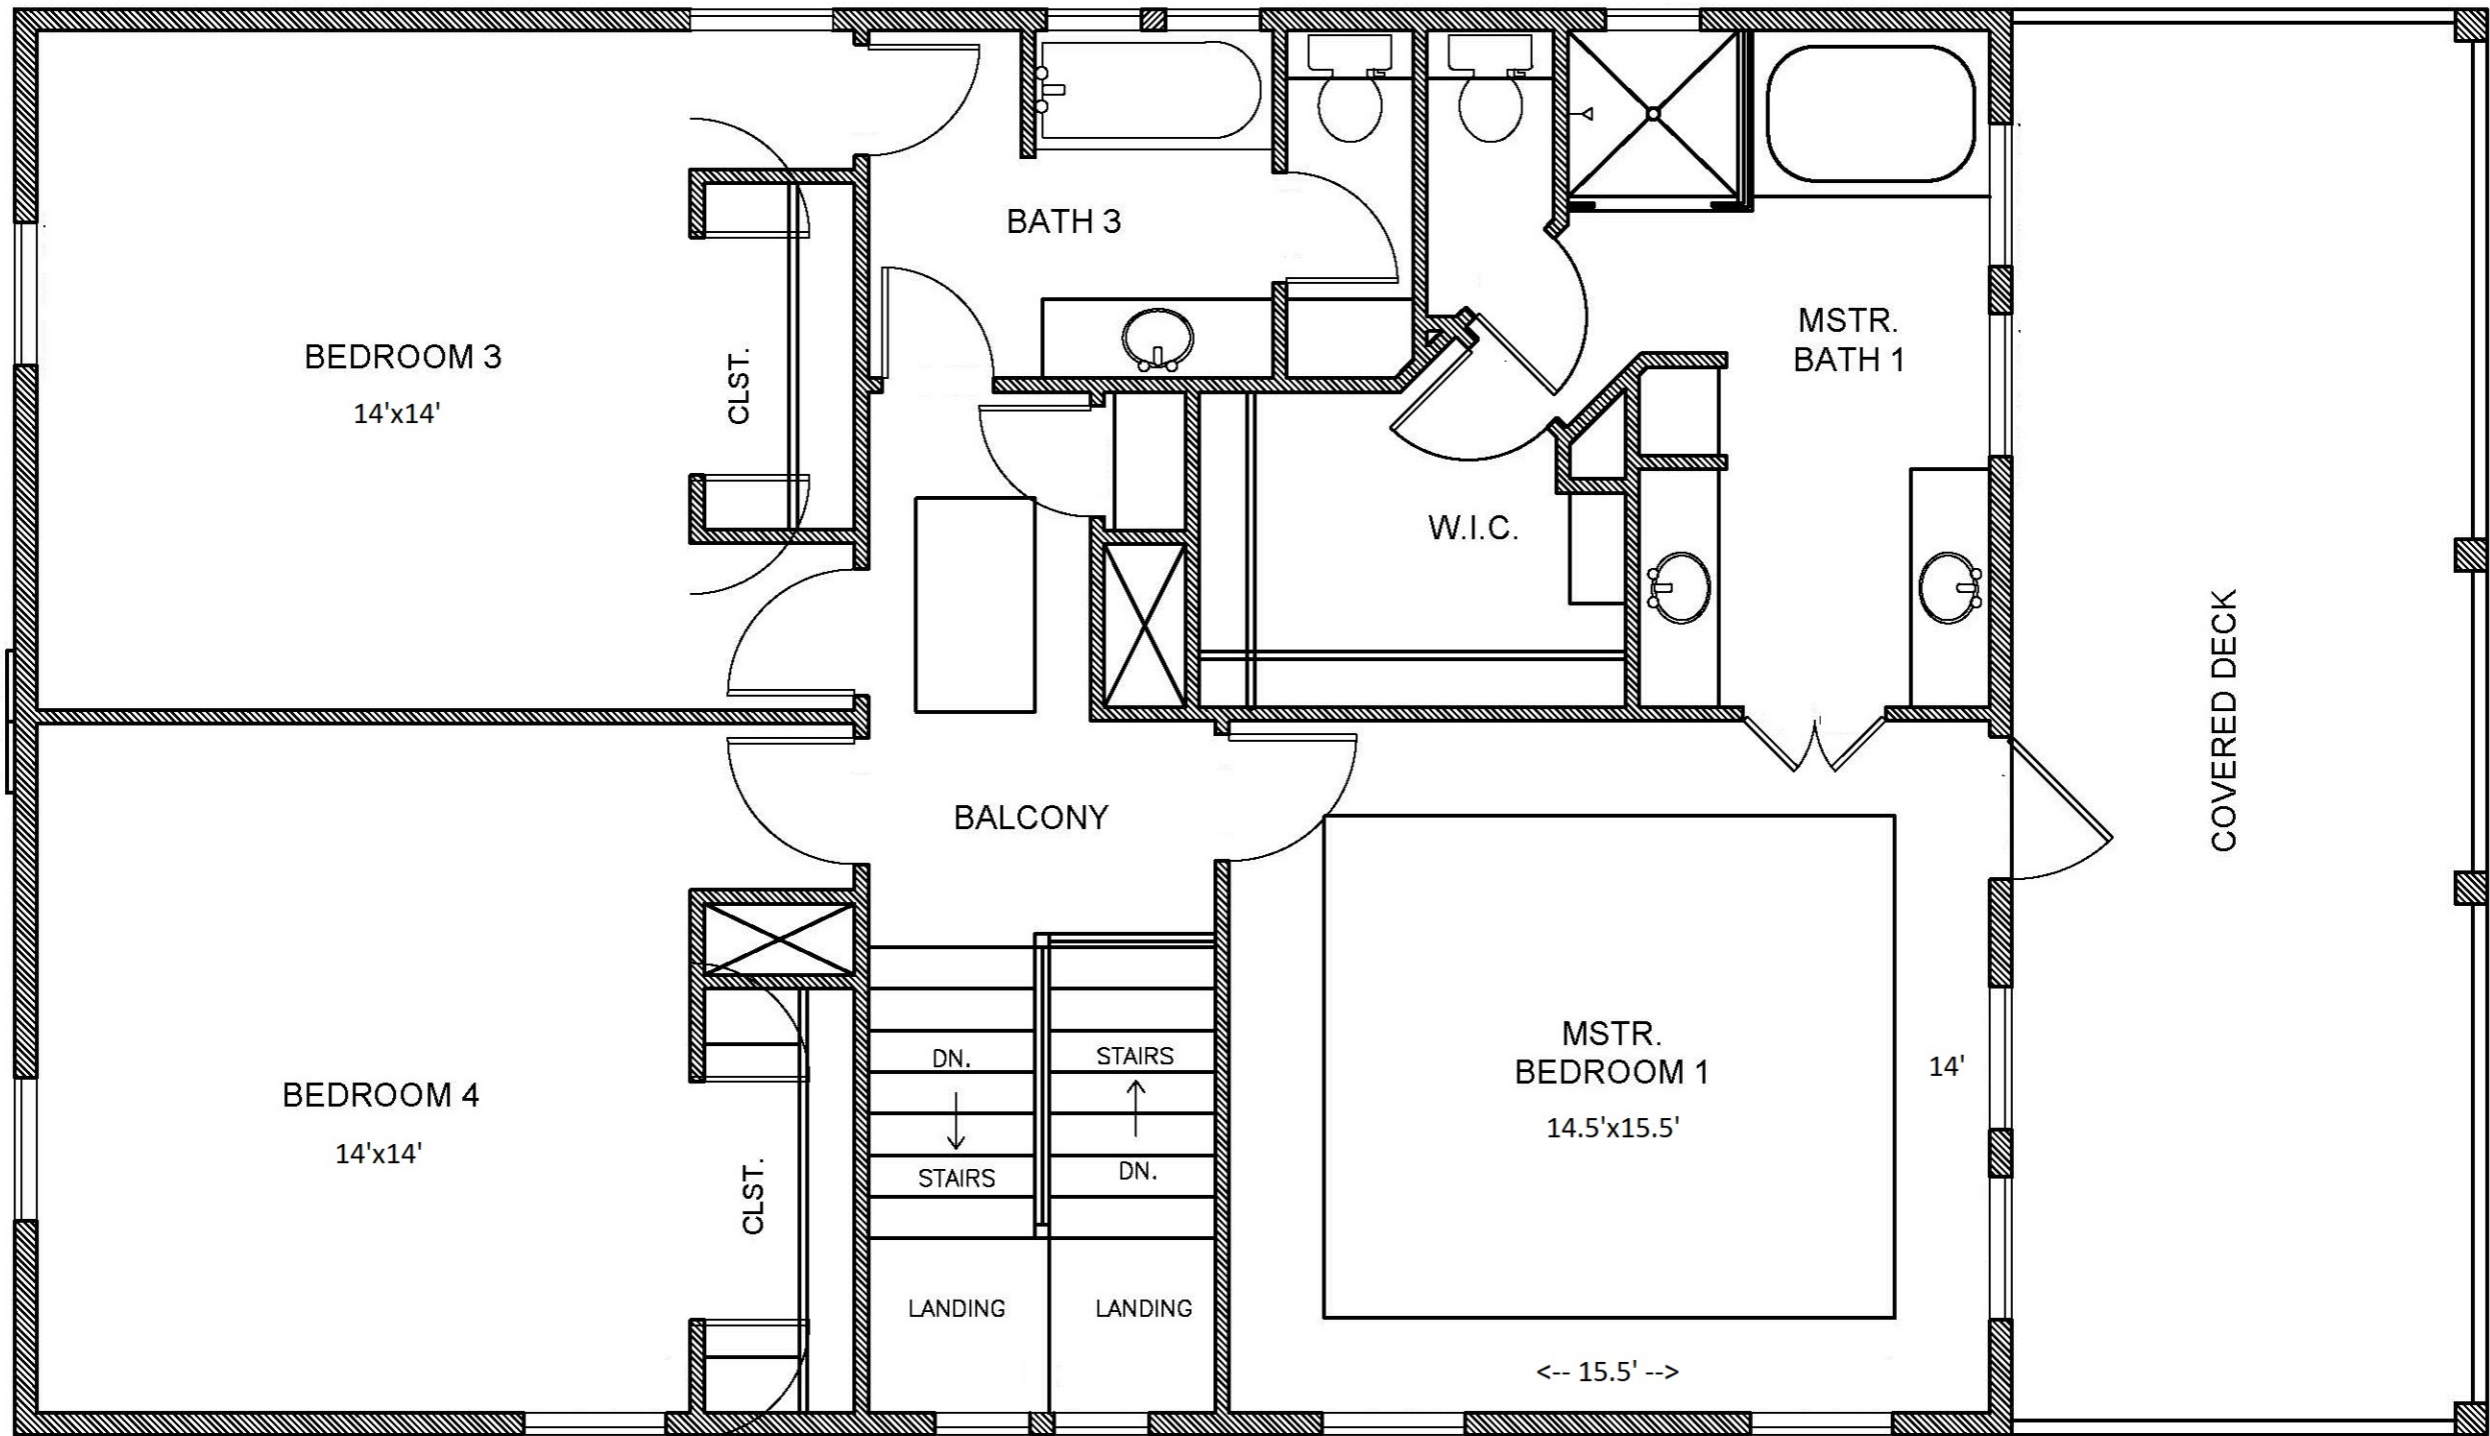 BATH 3
MSTR.
BATH 1
BEDROOM 3
14'x14'
CLST.
W.I.C.
COVERED DECK
BALCONY
MSTR.
BEDROOM 1
14.5'x15.5'
14'
<-- 15.5' -->
BEDROOM 4
14'x14'
CLST.
DN.
STAIRS
STAIRS
DN.
LANDING
LANDING